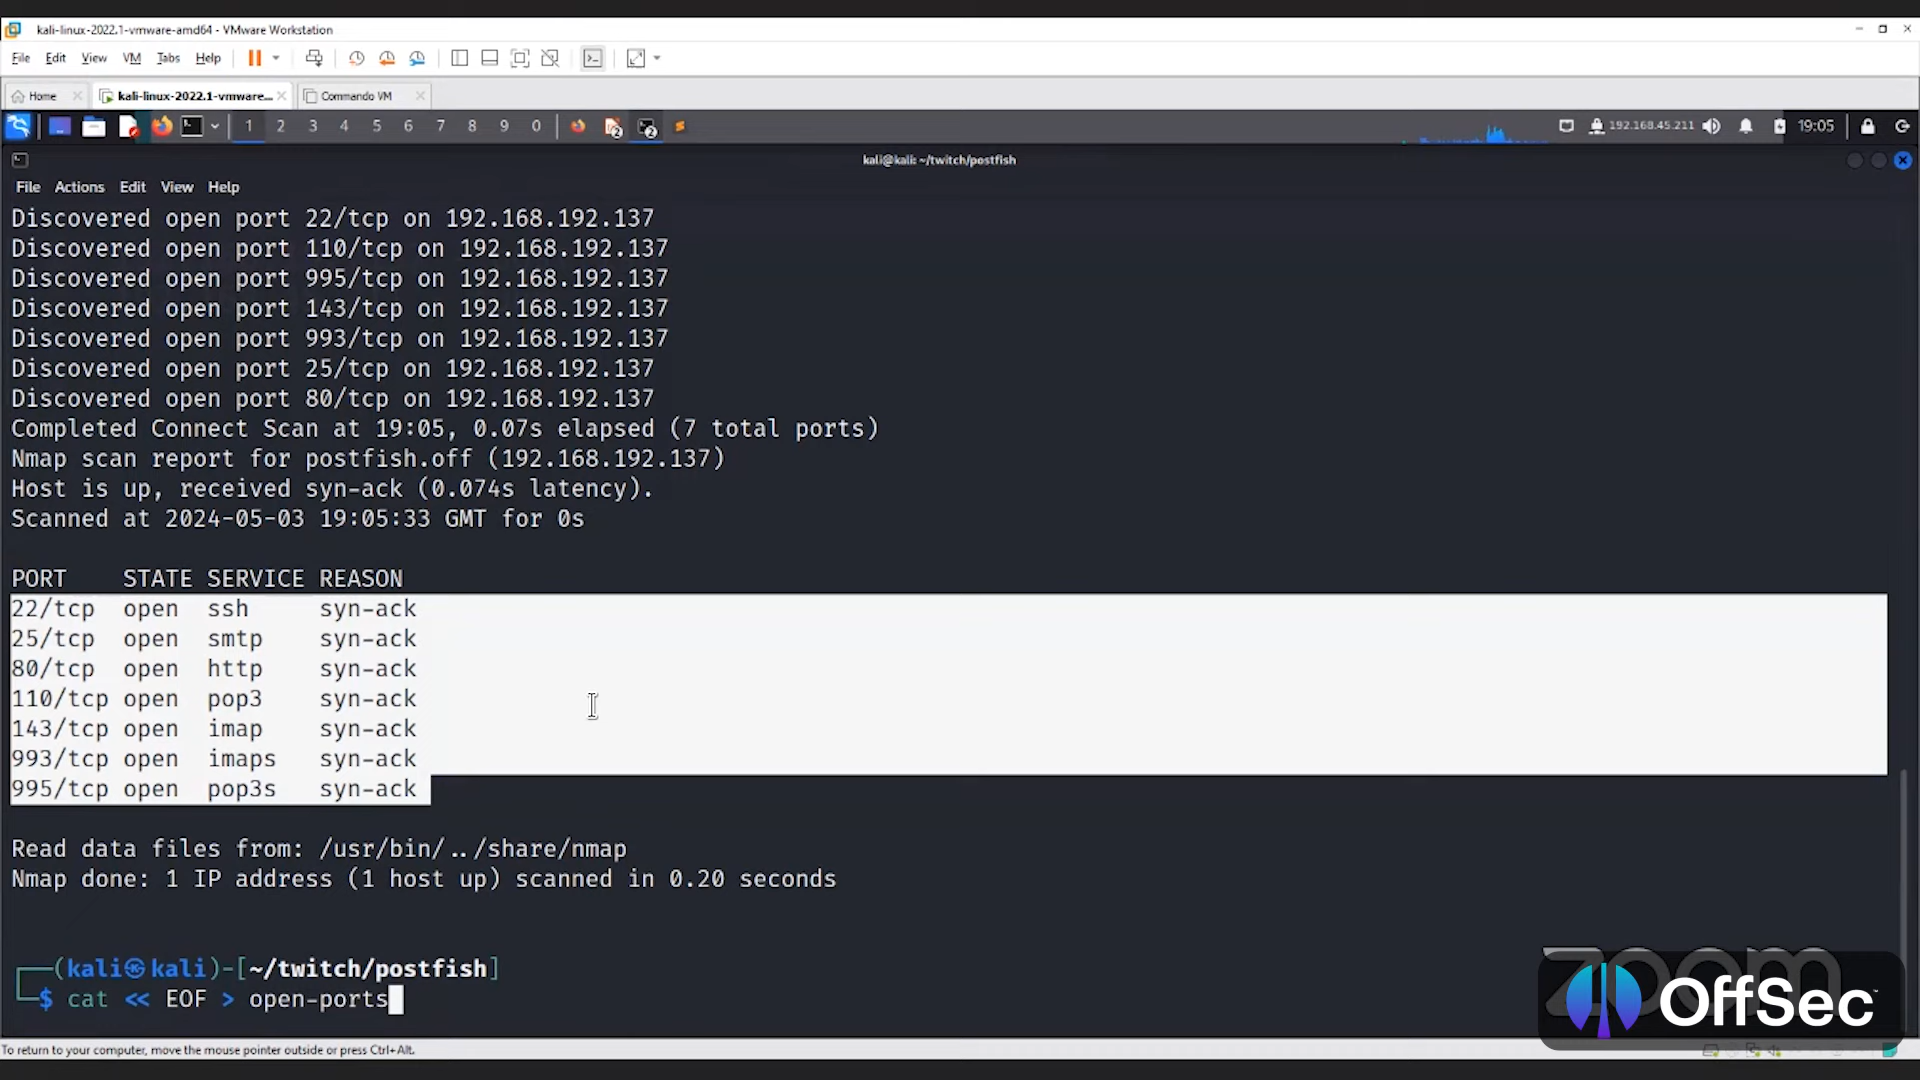 kali-linux-2022.1-vmware-amd64 - VMware Workstation
File Edit View VM Tabs Help
Home kali-linux-2022.1-vmware... Commando VM
1 2 3 4 5 6 7 8 9 0 192.168.45.211 19:05
kali@kali: ~/twitch/postfish
File Actions Edit View Help
Discovered open port 22/tcp on 192.168.192.137
Discovered open port 110/tcp on 192.168.192.137
Discovered open port 995/tcp on 192.168.192.137
Discovered open port 143/tcp on 192.168.192.137
Discovered open port 993/tcp on 192.168.192.137
Discovered open port 25/tcp on 192.168.192.137
Discovered open port 80/tcp on 192.168.192.137
Completed Connect Scan at 19:05, 0.07s elapsed (7 total ports)
Nmap scan report for postfish.off (192.168.192.137)
Host is up, received syn-ack (0.074s latency).
Scanned at 2024-05-03 19:05:33 GMT for 0s
PORT STATE SERVICE REASON
22/tcp open ssh syn-ack
25/tcp open smtp syn-ack
80/tcp open http syn-ack
110/tcp open pop3 syn-ack
143/tcp open imap syn-ack
993/tcp open imaps syn-ack
995/tcp open pop3s syn-ack
Read data files from: /usr/bin/../share/nmap
Nmap done: 1 IP address (1 host up) scanned in 0.20 seconds
(kali㉿kali)-[~/twitch/postfish]
$ cat << EOF > open-ports
zoom
OffSec™
To return to your computer, move the mouse pointer outside or press Ctrl+Alt.